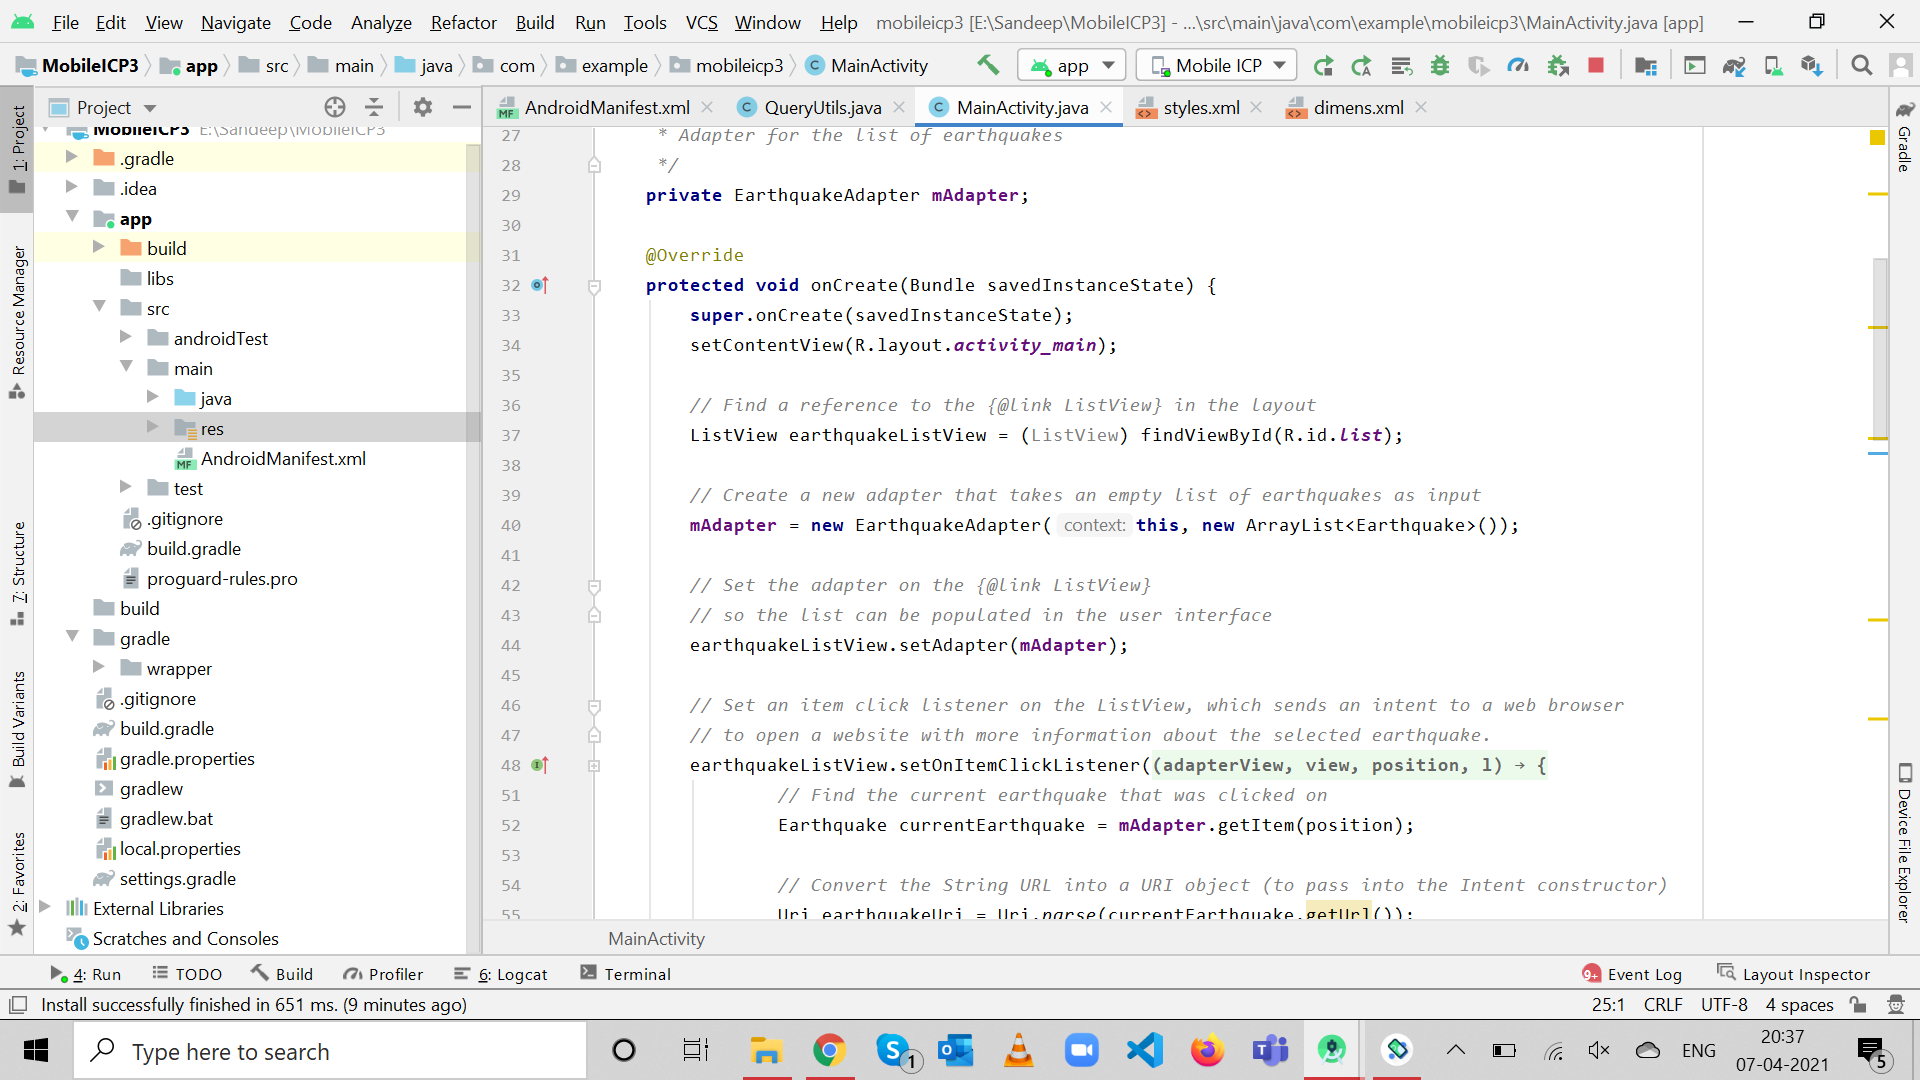 File Edit View Navigate Code Analyze Refactor Build Run Tools VCS Window Help mobileicp3 [E:\Sandeep\MobileICP3] - ...\src\main\java\com\example\mobileicp3\MainActivity.java [app]
MobileICP3 app src main java com example mobileicp3 MainActivity app Mobile ICP
Project
AndroidManifest.xml QueryUtils.java MainActivity.java styles.xml dimens.xml
1: Project
Resource Manager
7: Structure
Build Variants
2: Favorites
MobileICP3 E:\Sandeep\MobileICP3
.gradle
.idea
app
build
libs
src
androidTest
main
java
res
AndroidManifest.xml
test
.gitignore
build.gradle
proguard-rules.pro
build
gradle
wrapper
.gitignore
build.gradle
gradle.properties
gradlew
gradlew.bat
local.properties
settings.gradle
External Libraries
Scratches and Consoles
27 * Adapter for the list of earthquakes
28 */
29 private EarthquakeAdapter mAdapter;
30
31 @Override
32 protected void onCreate(Bundle savedInstanceState) {
33 super.onCreate(savedInstanceState);
34 setContentView(R.layout.activity_main);
35
36 // Find a reference to the {@link ListView} in the layout
37 ListView earthquakeListView = (ListView) findViewById(R.id.list);
38
39 // Create a new adapter that takes an empty list of earthquakes as input
40 mAdapter = new EarthquakeAdapter( context: this, new ArrayList<Earthquake>());
41
42 // Set the adapter on the {@link ListView}
43 // so the list can be populated in the user interface
44 earthquakeListView.setAdapter(mAdapter);
45
46 // Set an item click listener on the ListView, which sends an intent to a web browser
47 // to open a website with more information about the selected earthquake.
48 earthquakeListView.setOnItemClickListener((adapterView, view, position, l) → {
51 // Find the current earthquake that was clicked on
52 Earthquake currentEarthquake = mAdapter.getItem(position);
53
54 // Convert the String URL into a URI object (to pass into the Intent constructor)
55 Uri earthquakeUri = Uri.parse(currentEarthquake.getUrl());
MainActivity
Gradle
Device File Explorer
4: Run TODO Build Profiler 6: Logcat Terminal 9+ Event Log Layout Inspector
Install successfully finished in 651 ms. (9 minutes ago) 25:1 CRLF UTF-8 4 spaces
Type here to search 1 ENG 20:37
07-04-2021 5